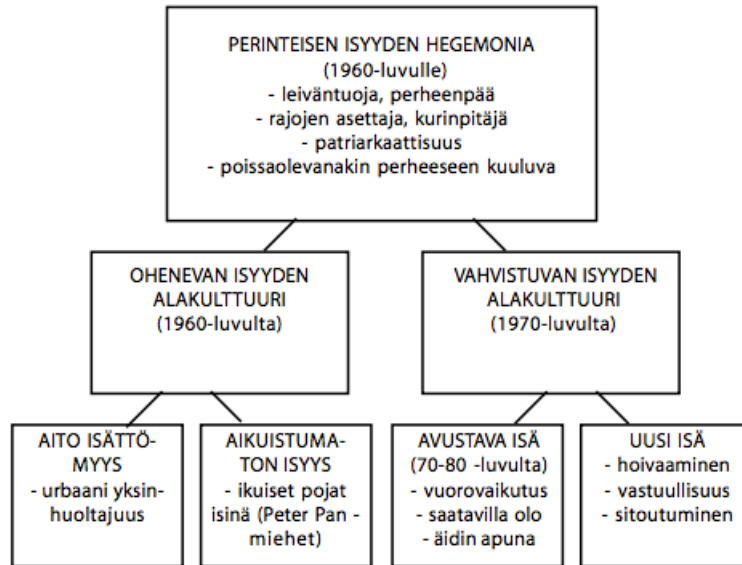 PERINTEISEN ISYYDEN HEGEMONIA
(1960-luvulle)
- leiväntuoja, perheenpää
- rajojen asettaja, kurinpitäjä
- patriarkaattisuus
- poissaolevanakin perheeseen kuuluva
OHENEVAN ISYYDEN
ALAKULTTUURI
(1960-luvulta)
VAHVISTUVAN ISYYDEN
ALAKULTTUURI
(1970-luvulta)
AITO ISÄTTÖ-
MYYS
- urbaani yksin-
huoltajuus
AIKUISTUMA-
TON ISYYS
- ikuiset pojat
isinä (Peter Pan -
miehet)
AVUSTAVA ISÄ
(70-80 -luvulta)
- vuorovaikutus
- saatavilla olo
- äidin apuna
UUSI ISÄ
- hoivaaminen
- vastuullisuus
- sitoutuminen